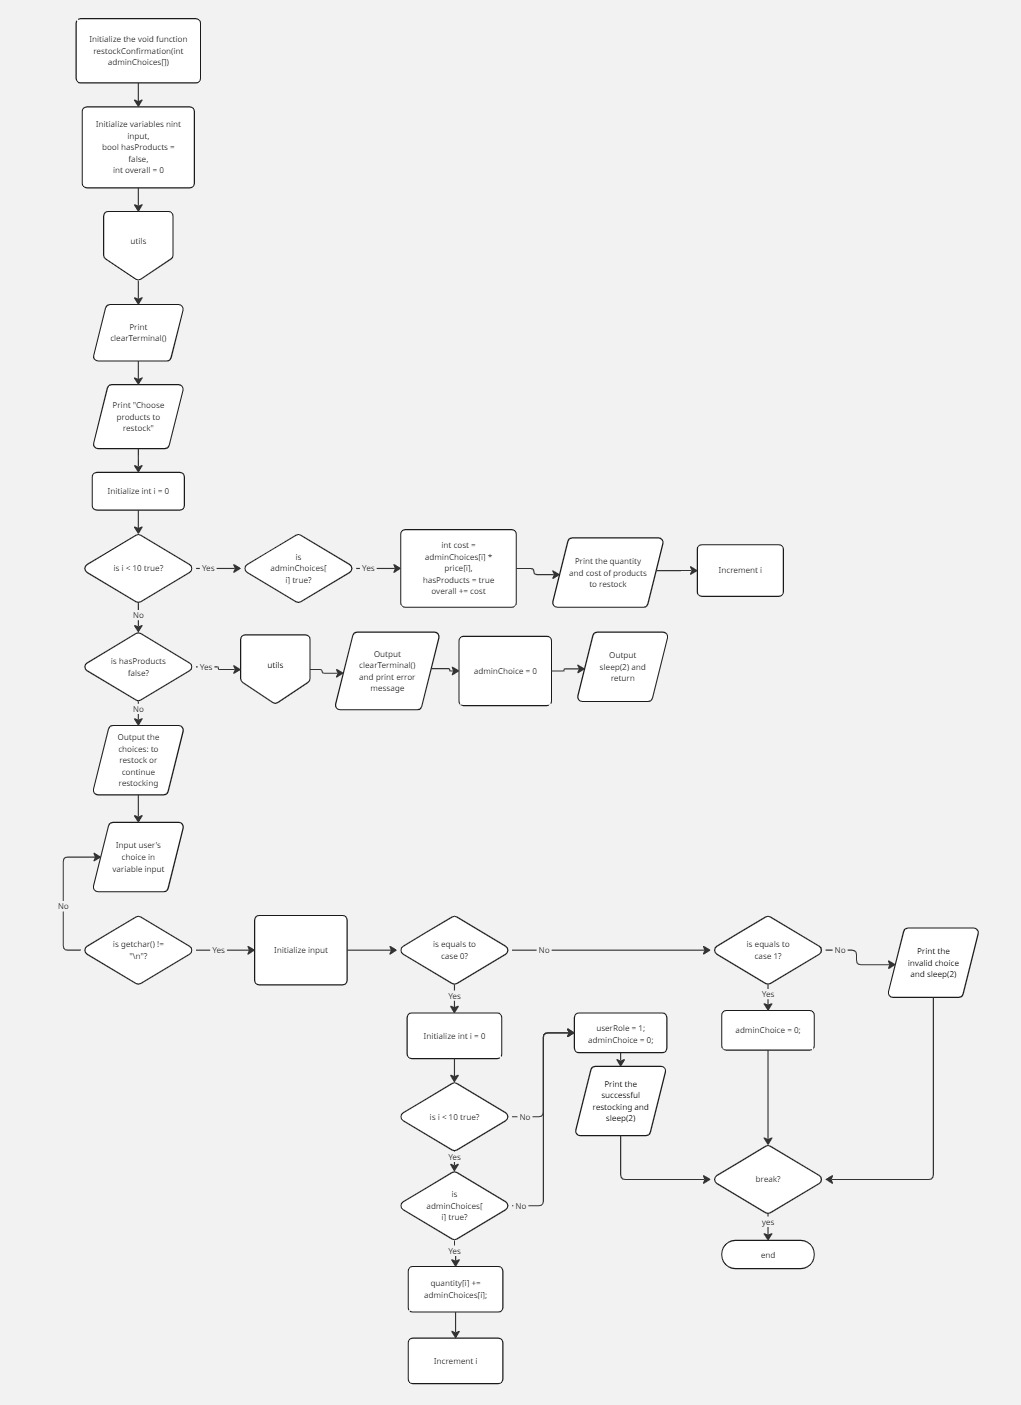 Initialize the void function
restockConfirmation(int
adminChoices[])
Initialize variables nint
input,
bool hasProducts =
false,
int overall = 0
utils
Print
clearTerminal()
Print "Choose
products to
restock"
Initialize int i = 0
is i < 10 true?
Yes
is
adminChoices[
i] true?
Yes
int cost =
adminChoices[i] *
price[i],
hasProducts = true
overall += cost
Print the quantity
and cost of products
to restock
Increment i
No
is hasProducts
false?
Yes
utils
Output
clearTerminal()
and print error
message
adminChoice = 0
Output
sleep(2) and
return
No
Output the
choices: to
restock or
continue
restocking
Input user's
choice in
variable input
No
is getchar() !=
"\n"?
Yes
Initialize input
is equals to
case 0?
No
is equals to
case 1?
No
Print the
invalid choice
and sleep(2)
Yes
Yes
Initialize int i = 0
userRole = 1;
adminChoice = 0;
adminChoice = 0;
Print the
successful
restocking and
sleep(2)
is i < 10 true?
No
Yes
is
adminChoices[
i] true?
No
break?
yes
end
Yes
quantity[i] +=
adminChoices[i];
Increment i